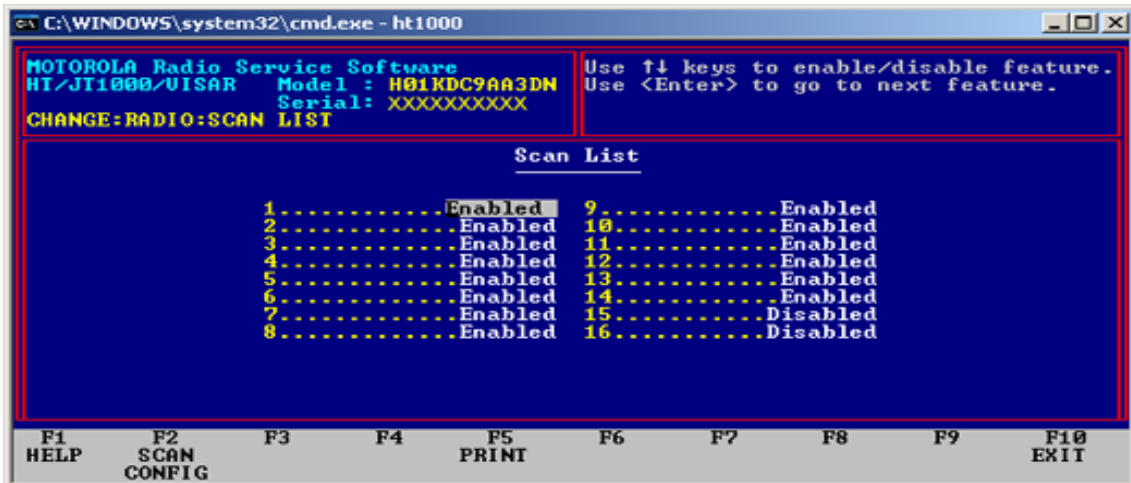 C:\WINDOWS\system32\cmd.exe - ht1000
MOTOROLA Radio Service Software
HT/JT1000/VISAR Model : H01KDC9AA3DN
Serial: XXXXXXXXXX
CHANGE:RADIO:SCAN LIST
Use ↑↓ keys to enable/disable feature.
Use <Enter> to go to next feature.
Scan List
1.............Enabled
2.............Enabled
3.............Enabled
4.............Enabled
5.............Enabled
6.............Enabled
7.............Enabled
8.............Enabled
9.............Enabled
10............Enabled
11............Enabled
12............Enabled
13............Enabled
14............Enabled
15...........Disabled
16...........Disabled
F1 F2 F3 F4 F5 F6 F7 F8 F9 F10
HELP SCAN PRINT EXIT
CONFIG